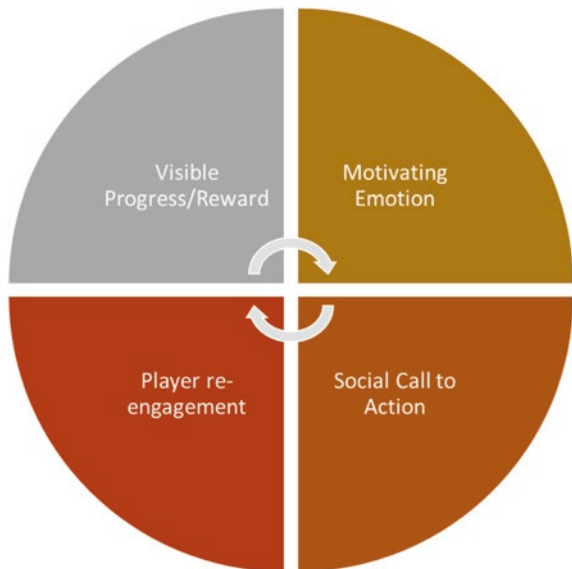 Visible
Progress/Reward
Motivating
Emotion
Player re-
engagement
Social Call to
Action